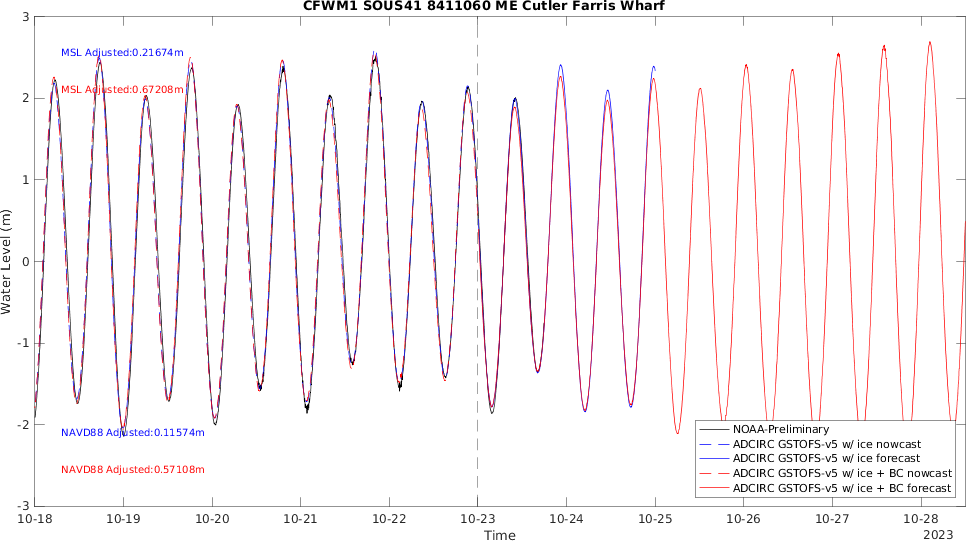 CFWM1 SOUS41 8411060 ME Cutler Farris Wharf
3
2
1
0
-1
-2
-3
Water Level (m)
MSL Adjusted:0.21674m
MSL Adjusted:0.67208m
NAVD88 Adjusted:0.11574m
NAVD88 Adjusted:0.57108m
NOAA-Preliminary
ADCIRC GSTOFS-v5 w/ ice nowcast
ADCIRC GSTOFS-v5 w/ ice forecast
ADCIRC GSTOFS-v5 w/ ice + BC nowcast
ADCIRC GSTOFS-v5 w/ ice + BC forecast
10-18 10-19 10-20 10-21 10-22 10-23 10-24 10-25 10-26 10-27 10-28
Time
2023